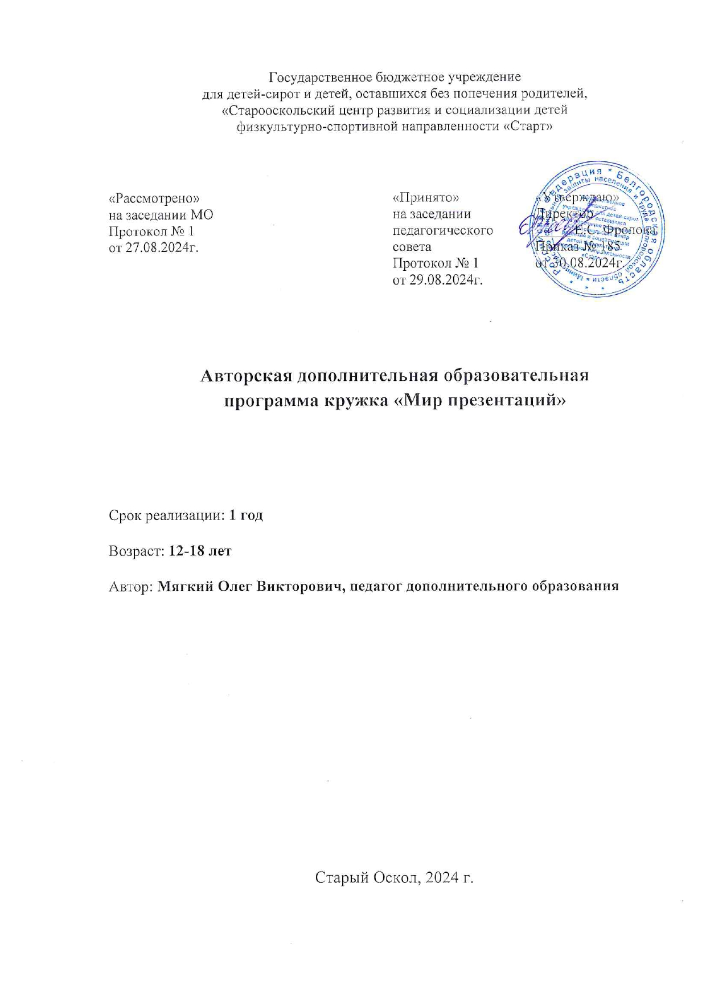 Государственное бюджетное учреждение
для детей-сирот и детей, оставшихся без попечения родителей,
«Старооскольский центр развития и социализации детей
физкультурно-спортивной направленности «Старт»
«Рассмотрено»
на заседании МО
Протокол № 1
от 27.08.2024г.
«Принято»
на заседании
педагогического
совета
Протокол № 1
от 29.08.2024г.
«Утверждаю»
Директор
Е.С. Фролова
Приказ № 185
от 30.08.2024г.
Российская Федерация * Белгородская область
Авторская дополнительная образовательная
программа кружка «Мир презентаций»
Срок реализации: 1 год
Возраст: 12-18 лет
Автор: Мягкий Олег Викторович, педагог дополнительного образования
Старый Оскол, 2024 г.